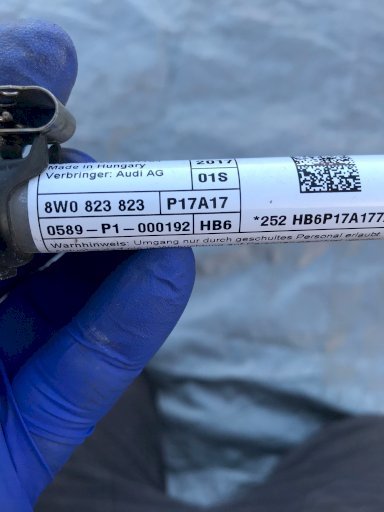 Made in Hungary 2017
Verbringer: Audi AG 01S
8W0 823 823 P17A17
0589-P1-000192 HB6
*252 HB6P17A177
Warnhinweis: Umgang nur durch geschultes Personal erlaubt